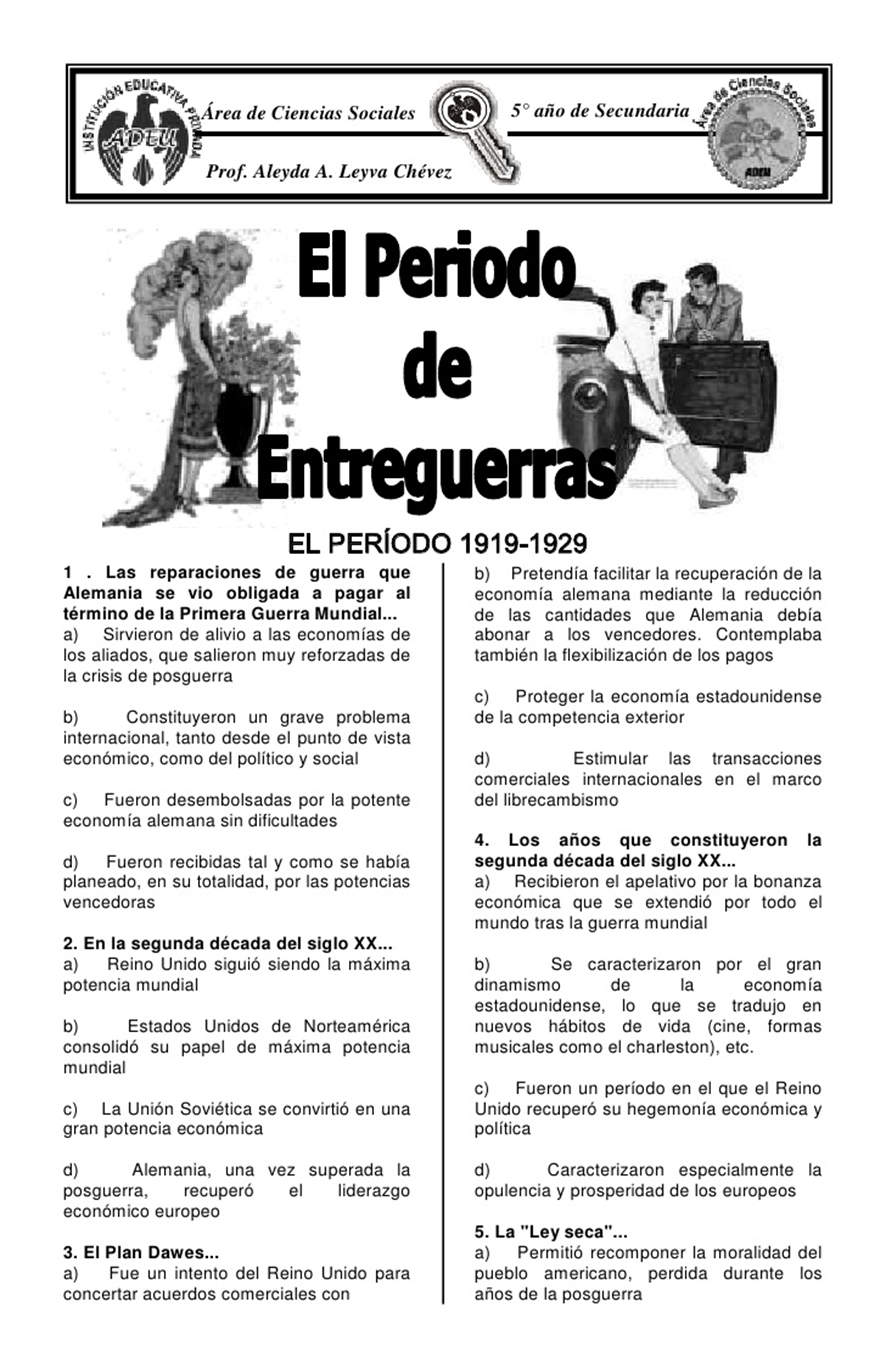 INSTITUCIÓN EDUCATIVA PRIVADA
ADEU
Área de Ciencias Sociales
5° año de Secundaria
Prof. Aleyda A. Leyva Chévez
Área de Ciencias Sociales
ADEU
El Periodo
de
Entreguerras
EL PERÍODO 1919-1929
1 . Las reparaciones de guerra que
Alemania se vio obligada a pagar al
término de la Primera Guerra Mundial...
a) Sirvieron de alivio a las economías de
los aliados, que salieron muy reforzadas de
la crisis de posguerra
b) Constituyeron un grave problema
internacional, tanto desde el punto de vista
económico, como del político y social
c) Fueron desembolsadas por la potente
economía alemana sin dificultades
d) Fueron recibidas tal y como se había
planeado, en su totalidad, por las potencias
vencedoras
2. En la segunda década del siglo XX...
a) Reino Unido siguió siendo la máxima
potencia mundial
b) Estados Unidos de Norteamérica
consolidó su papel de máxima potencia
mundial
c) La Unión Soviética se convirtió en una
gran potencia económica
d) Alemania, una vez superada la
posguerra, recuperó el liderazgo
económico europeo
3. El Plan Dawes...
a) Fue un intento del Reino Unido para
concertar acuerdos comerciales con
b) Pretendía facilitar la recuperación de la
economía alemana mediante la reducción
de las cantidades que Alemania debía
abonar a los vencedores. Contemplaba
también la flexibilización de los pagos
c) Proteger la economía estadounidense
de la competencia exterior
d) Estimular las transacciones
comerciales internacionales en el marco
del librecambismo
4. Los años que constituyeron la
segunda década del siglo XX...
a) Recibieron el apelativo por la bonanza
económica que se extendió por todo el
mundo tras la guerra mundial
b) Se caracterizaron por el gran
dinamismo de la economía
estadounidense, lo que se tradujo en
nuevos hábitos de vida (cine, formas
musicales como el charleston), etc.
c) Fueron un período en el que el Reino
Unido recuperó su hegemonía económica y
política
d) Caracterizaron especialmente la
opulencia y prosperidad de los europeos
5. La "Ley seca"...
a) Permitió recomponer la moralidad del
pueblo americano, perdida durante los
años de la posguerra